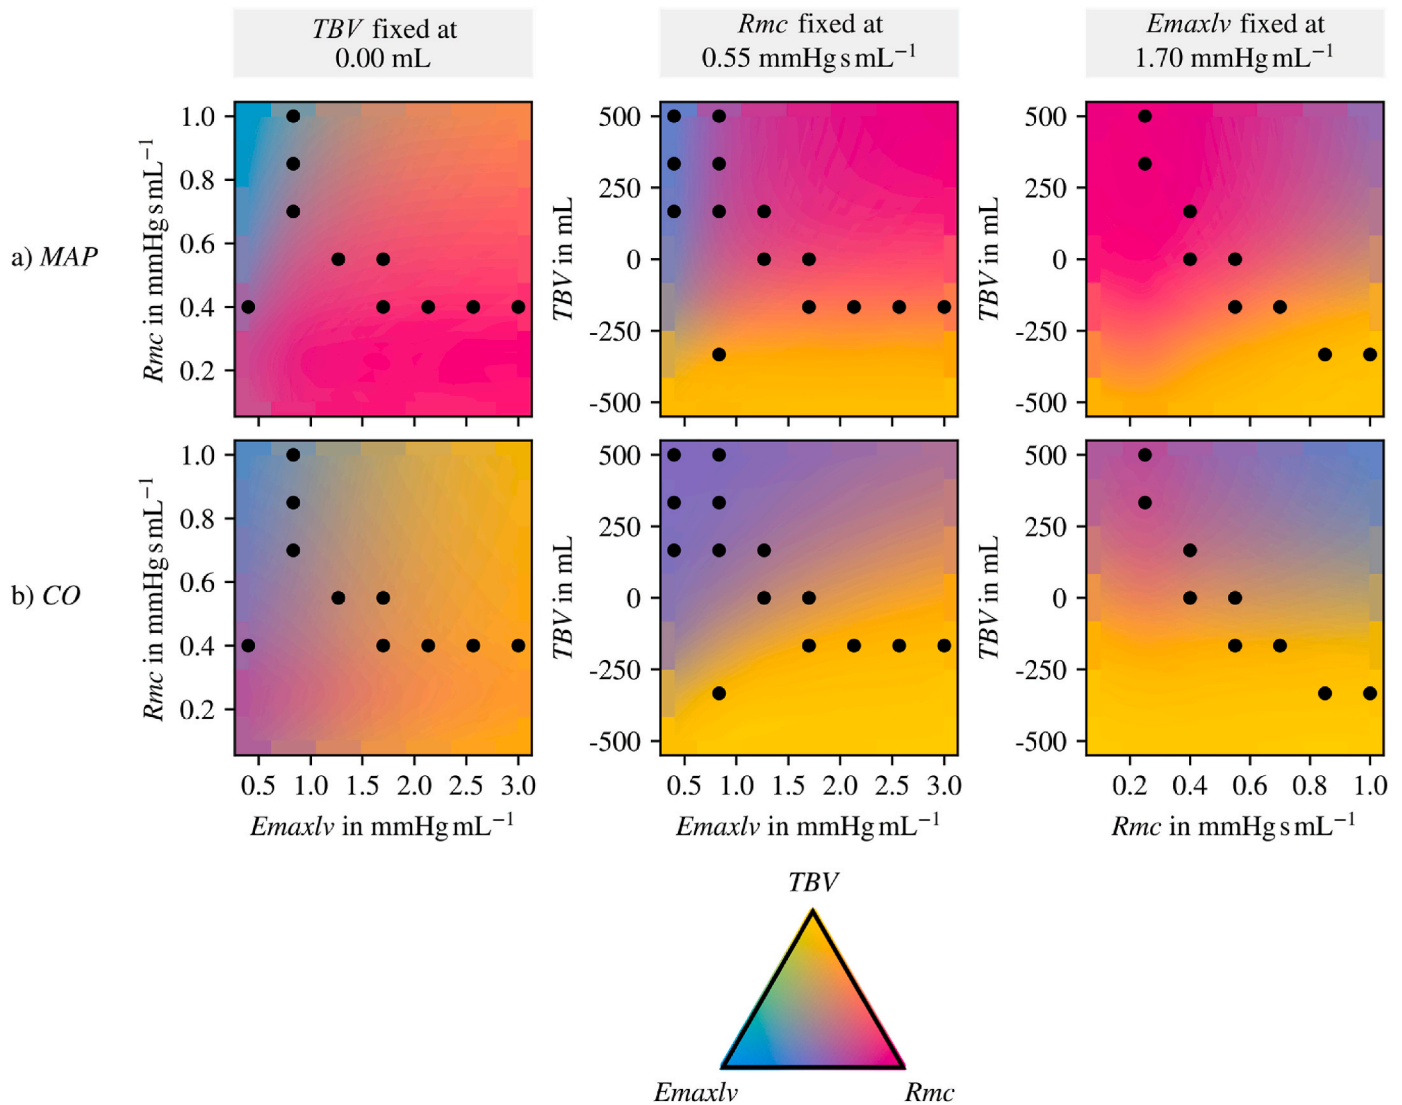 TBV fixed at
0.00 mL
Rmc fixed at
0.55 mmHg s mL⁻¹
Emaxlv fixed at
1.70 mmHg mL⁻¹
a) MAP
Rmc in mmHg s mL⁻¹
1.0
0.8
0.6
0.4
0.2
TBV in mL
500
250
0
-250
-500
TBV in mL
500
250
0
-250
-500
b) CO
Rmc in mmHg s mL⁻¹
1.0
0.8
0.6
0.4
0.2
TBV in mL
500
250
0
-250
-500
TBV in mL
500
250
0
-250
-500
0.5 1.0 1.5 2.0 2.5 3.0
0.5 1.0 1.5 2.0 2.5 3.0
0.2 0.4 0.6 0.8 1.0
Emaxlv in mmHg mL⁻¹
Emaxlv in mmHg mL⁻¹
Rmc in mmHg s mL⁻¹
TBV
Emaxlv
Rmc